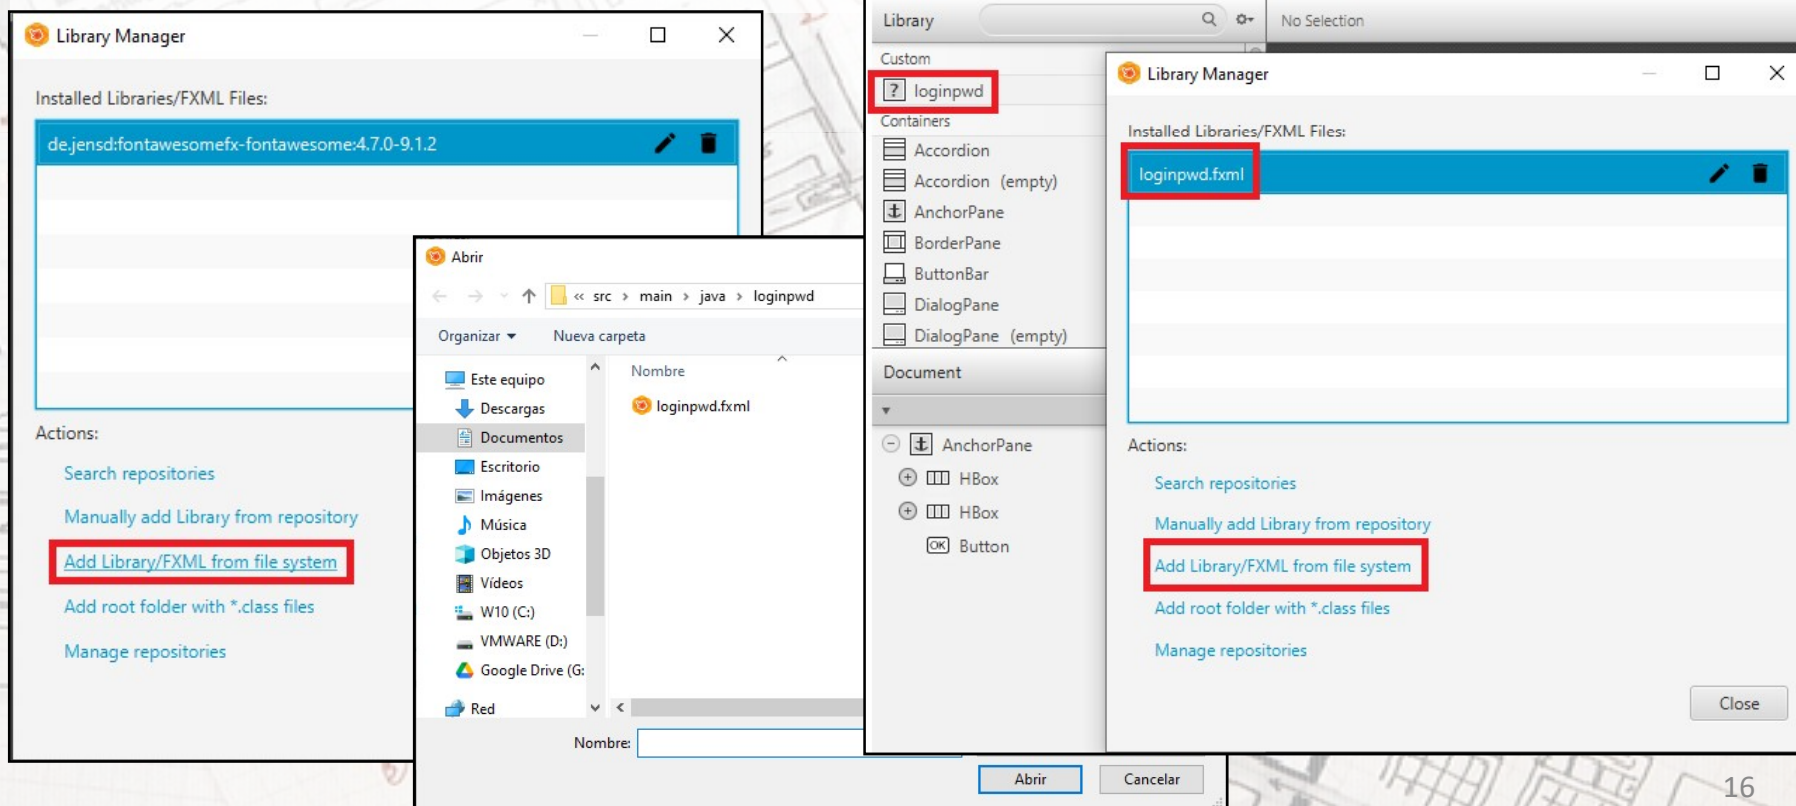 Library Manager
Installed Libraries/FXML Files:
de.jensd:fontawesomefx-fontawesome:4.7.0-9.1.2
Actions:
Search repositories
Manually add Library from repository
Add Library/FXML from file system
Add root folder with *.class files
Manage repositories
Abrir
« src › main › java › loginpwd
Organizar Nueva carpeta
Este equipo
Descargas
Documentos
Escritorio
Imágenes
Música
Objetos 3D
Vídeos
W10 (C:)
VMWARE (D:)
Google Drive (G:
Red
Nombre
loginpwd.fxml
Nombre:
Abrir Cancelar
Library
No Selection
Custom
? loginpwd
Containers
Accordion
Accordion (empty)
AnchorPane
BorderPane
ButtonBar
DialogPane
DialogPane (empty)
Document
AnchorPane
HBox
HBox
OK Button
Library Manager
Installed Libraries/FXML Files:
loginpwd.fxml
Actions:
Search repositories
Manually add Library from repository
Add Library/FXML from file system
Add root folder with *.class files
Manage repositories
Close
16